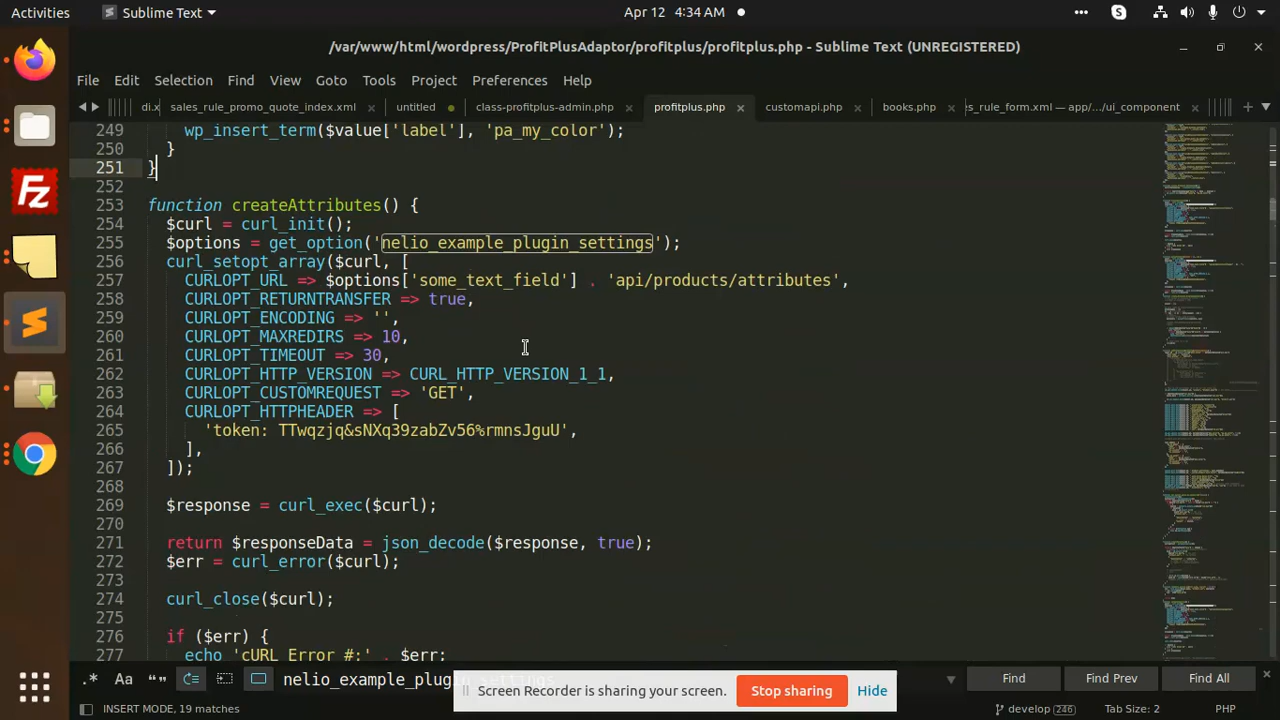 Activities
Sublime Text
Apr 12 4:34 AM
/var/www/html/wordpress/ProfitPlusAdaptor/profitplus/profitplus.php - Sublime Text (UNREGISTERED)
File Edit Selection Find View Goto Tools Project Preferences Help
di.x sales_rule_promo_quote_index.xml untitled class-profitplus-admin.php profitplus.php customapi.php books.php s_rule_form.xml — app/.../ui_component
249 wp_insert_term($value['label'], 'pa_my_color');
250 }
251 }
252
253 function createAttributes() {
254 $curl = curl_init();
255 $options = get_option('nelio_example_plugin_settings');
256 curl_setopt_array($curl, [
257 CURLOPT_URL => $options['some_text_field'] . 'api/products/attributes',
258 CURLOPT_RETURNTRANSFER => true,
259 CURLOPT_ENCODING => '',
260 CURLOPT_MAXREDIRS => 10,
261 CURLOPT_TIMEOUT => 30,
262 CURLOPT_HTTP_VERSION => CURL_HTTP_VERSION_1_1,
263 CURLOPT_CUSTOMREQUEST => 'GET',
264 CURLOPT_HTTPHEADER => [
265 'token: TTwqzjq&sNXq39zabZv56%rmnsJguU',
266 ],
267 ]);
268
269 $response = curl_exec($curl);
270
271 return $responseData = json_decode($response, true);
272 $err = curl_error($curl);
273
274 curl_close($curl);
275
276 if ($err) {
277 echo 'cURL Error #:' . $err;
.* Aa “” nelio_example_plugin_settings Find Find Prev Find All
Screen Recorder is sharing your screen. Stop sharing Hide
INSERT MODE, 19 matches
develop 246 Tab Size: 2 PHP